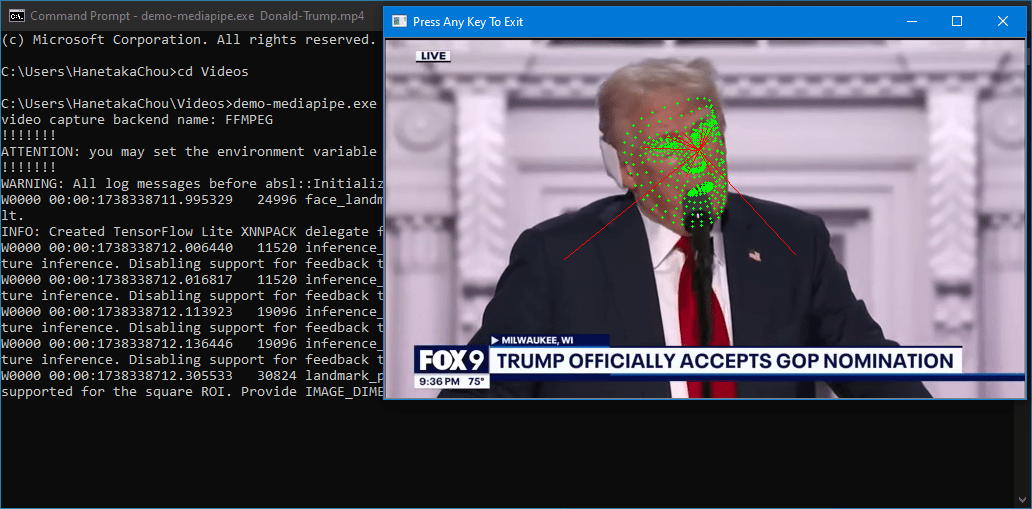 Command Prompt - demo-mediapipe.exe Donald-Trump.mp4
(c) Microsoft Corporation. All rights reserved.
C:\Users\HanetakaChou>cd Videos
C:\Users\HanetakaChou\Videos>demo-mediapipe.exe
video capture backend name: FFMPEG
!!!!!!!
ATTENTION: you may set the environment variable
!!!!!!!
WARNING: All log messages before absl::Initializ
W0000 00:00:1738338711.995329   24996 face_landm
lt.
INFO: Created TensorFlow Lite XNNPACK delegate f
W0000 00:00:1738338712.006440   11520 inference_
ture inference. Disabling support for feedback t
W0000 00:00:1738338712.016817   11520 inference_
ture inference. Disabling support for feedback t
W0000 00:00:1738338712.113923   19096 inference_
ture inference. Disabling support for feedback t
W0000 00:00:1738338712.136446   19096 inference_
ture inference. Disabling support for feedback t
W0000 00:00:1738338712.305533   30824 landmark_p
supported for the square ROI. Provide IMAGE_DIME
Press Any Key To Exit
LIVE
MILWAUKEE, WI
FOX 9
TRUMP OFFICIALLY ACCEPTS GOP NOMINATION
9:36 PM 75°